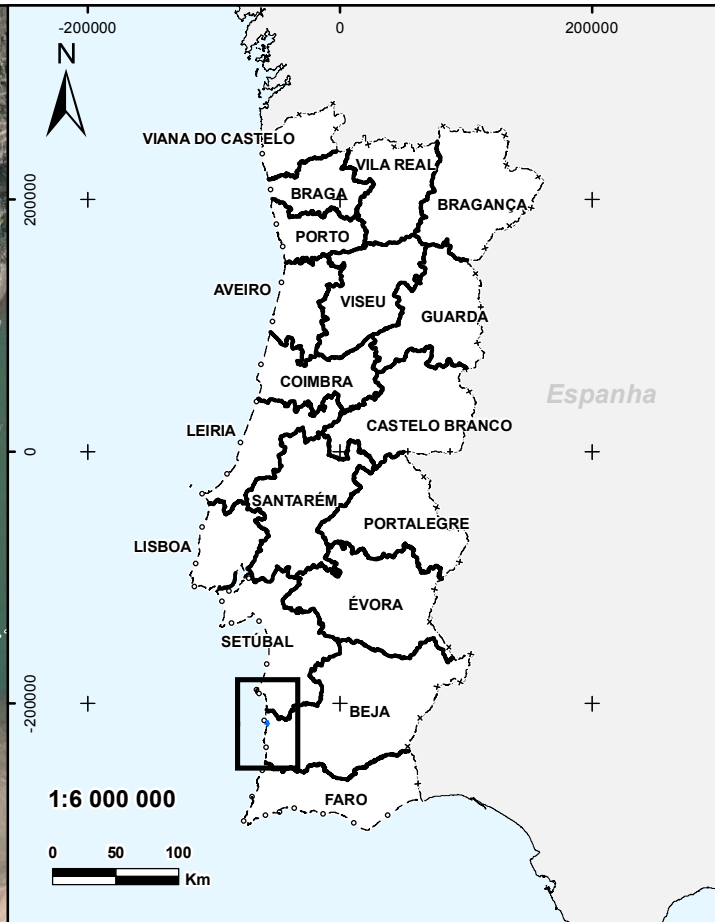 -200000 0 200000
N
VIANA DO CASTELO
VILA REAL
BRAGA
BRAGANÇA
200000
PORTO
AVEIRO
VISEU
GUARDA
COIMBRA
Espanha
CASTELO BRANCO
LEIRIA
0
SANTARÉM
PORTALEGRE
LISBOA
ÉVORA
SETÚBAL
-200000
BEJA
1:6 000 000
FARO
0 50 100
Km